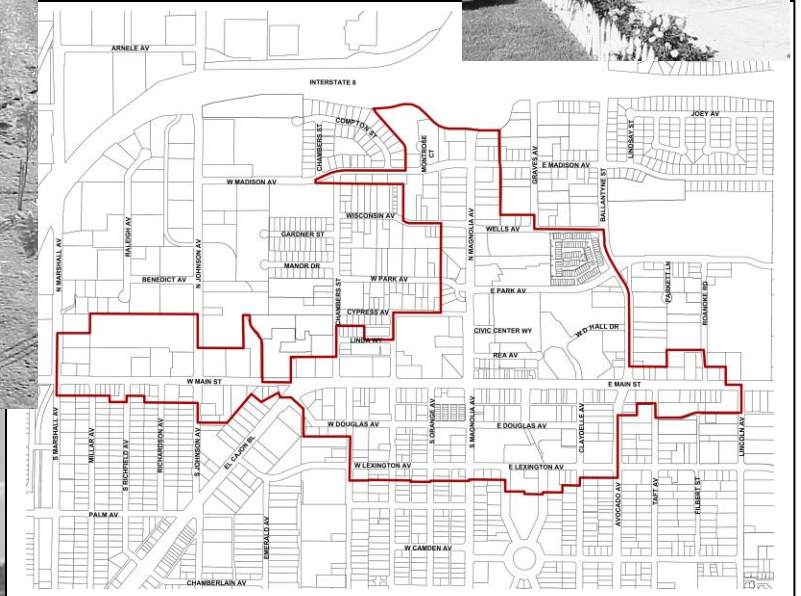 ARNELE AV
INTERSTATE 8
COMPTON ST
CHAMBERS ST
MONTROSE CT
JOEY AV
LINDSAY ST
GRAVES AV
E MADISON AV
W MADISON AV
BALLANTYNE ST
WISCONSIN AV
RALEIGH AV
GARDNER ST
N MAGNOLIA AV
WELLS AV
N MARSHALL AV
N JOHNSON AV
MANOR DR
BENEDICT AV
W PARK AV
CHAMBERS ST
E PARK AV
PARKETT LN
ROANOKE RD
CYPRESS AV
CIVIC CENTER WY
W.D. HALL DR
LINDA WY
REA AV
W MAIN ST
E MAIN ST
S MARSHALL AV
MILLAR AV
S RICHFIELD AV
RICHARDSON AV
S JOHNSON AV
EL CAJON BL
W DOUGLAS AV
S ORANGE AV
S MAGNOLIA AV
E DOUGLAS AV
CLAYDELLE AV
LINCOLN AV
W LEXINGTON AV
E LEXINGTON AV
AVOCADO AV
TAFT AV
FILBERT ST
PALM AV
EMERALD AV
W CAMDEN AV
CHAMBERLAIN AV